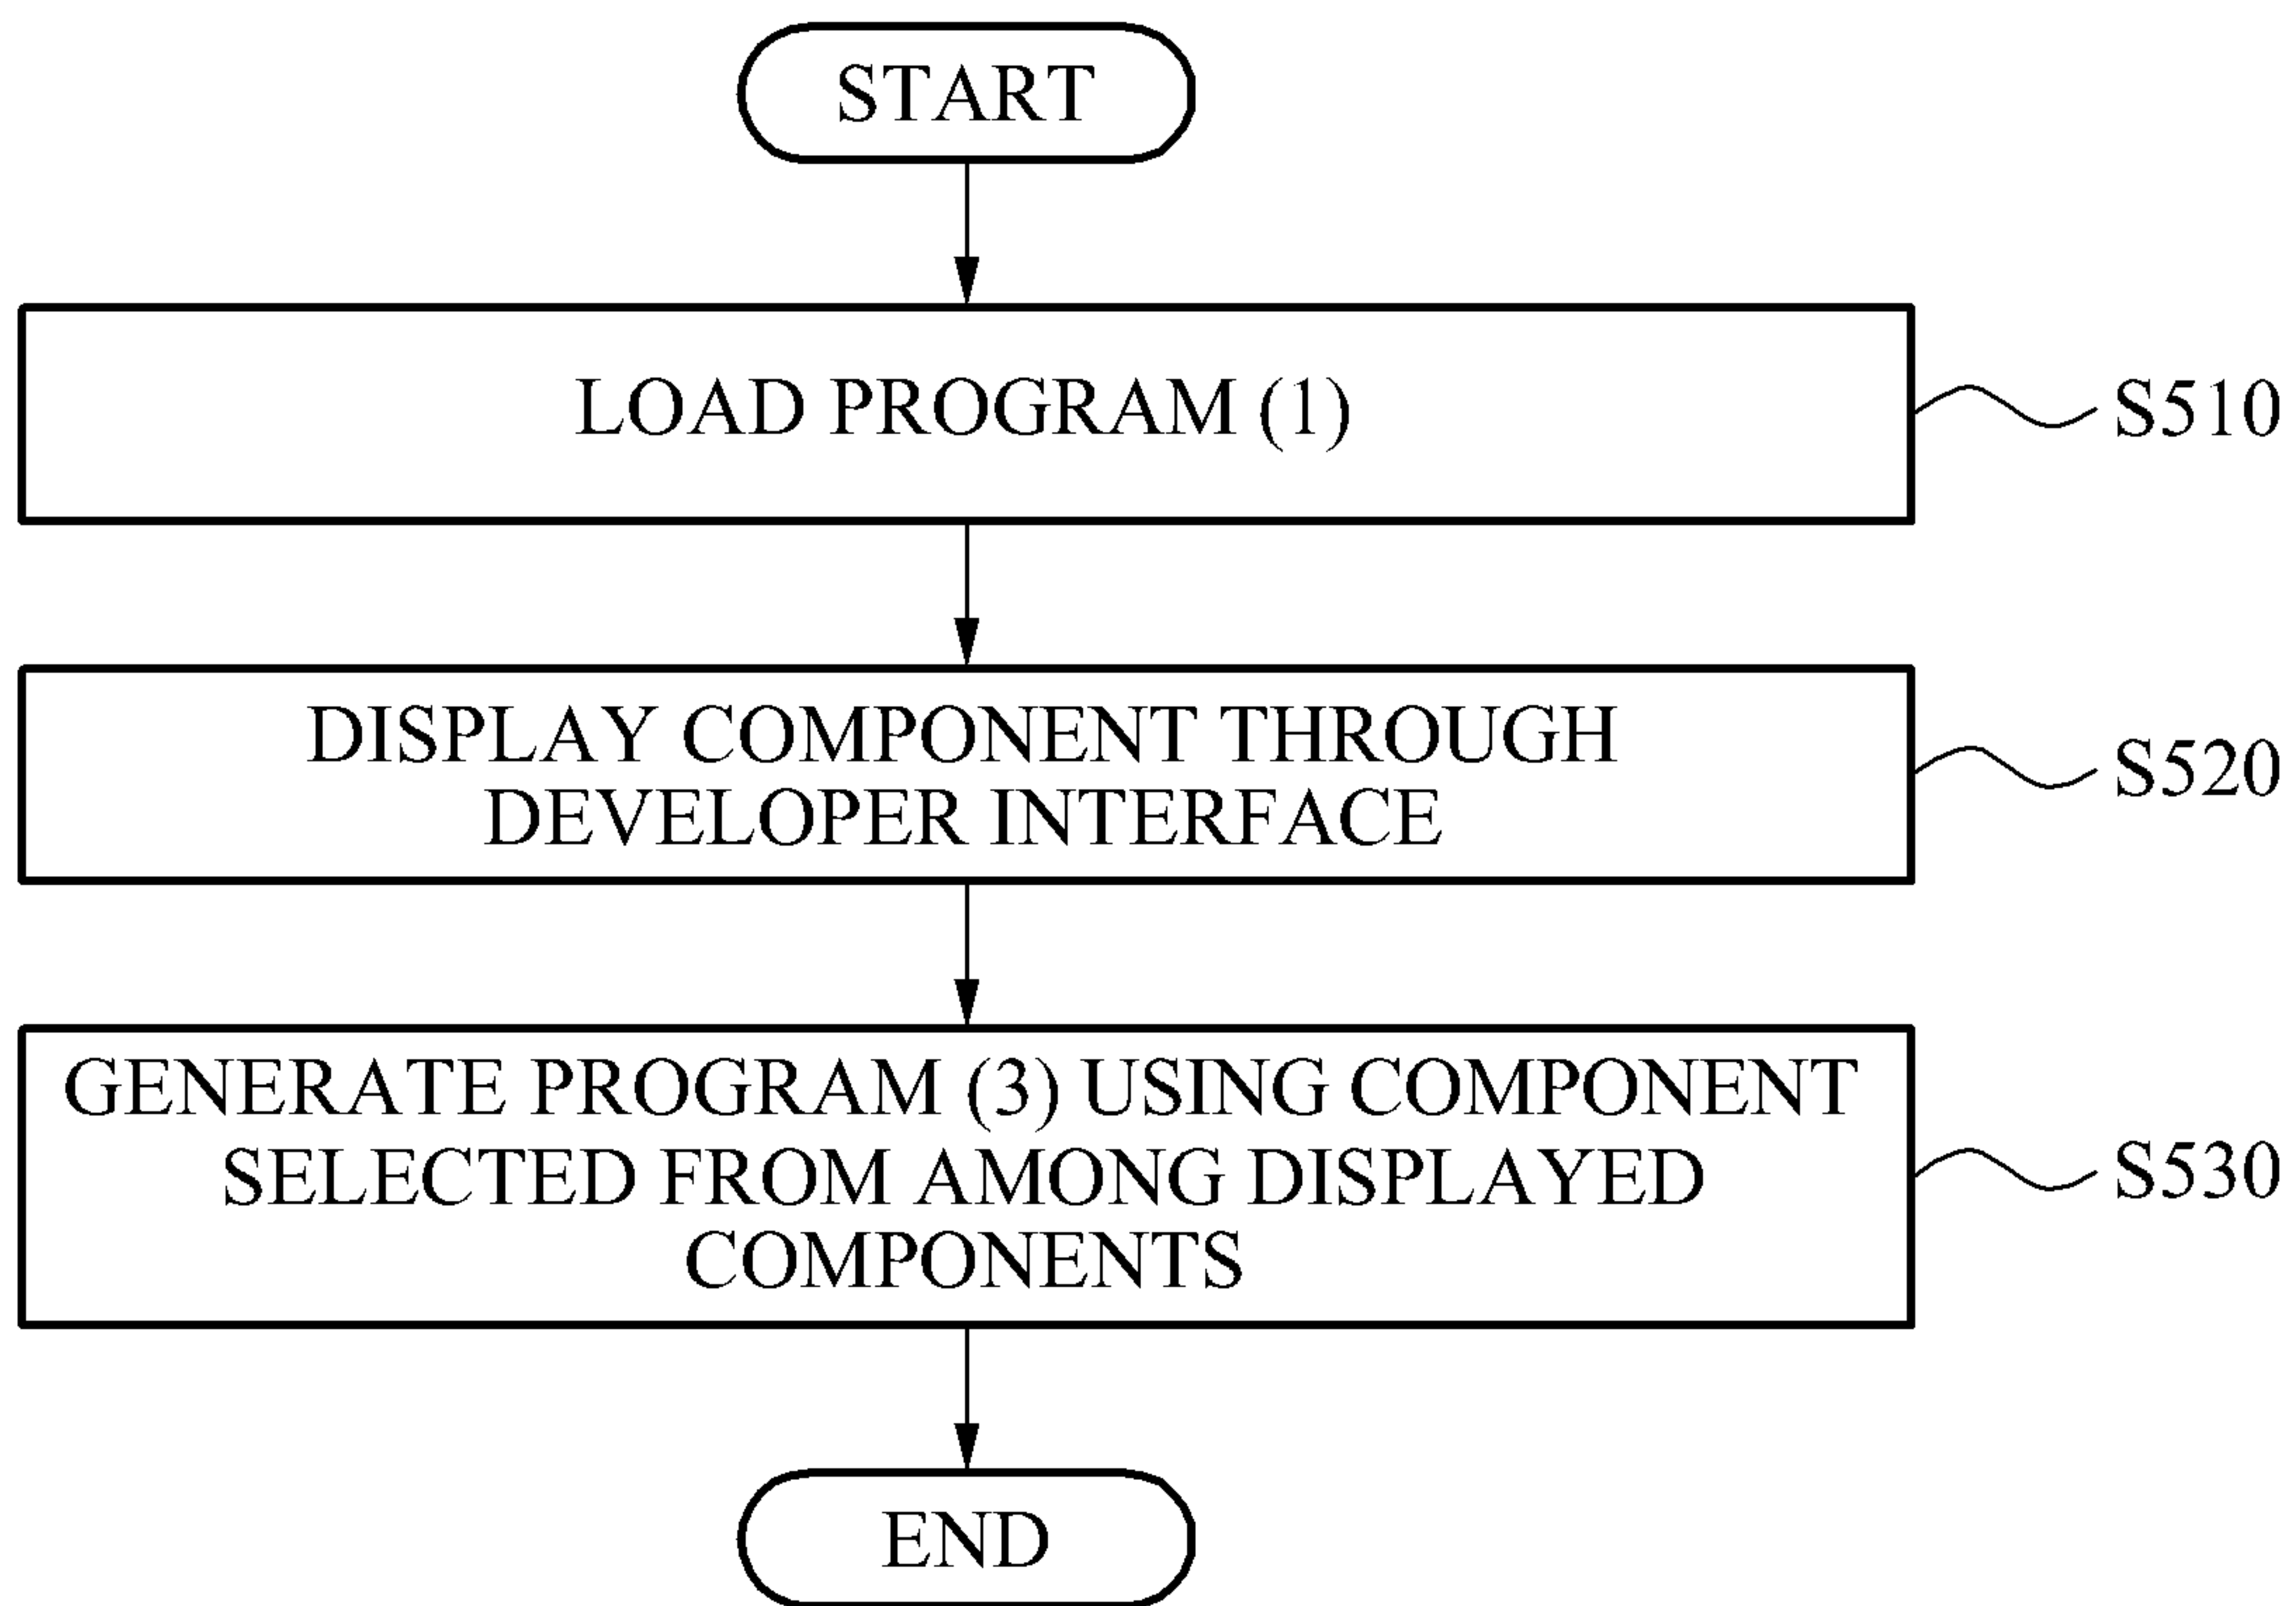 START
LOAD PROGRAM (1)
S510
DISPLAY COMPONENT THROUGH
DEVELOPER INTERFACE
S520
GENERATE PROGRAM (3) USING COMPONENT
SELECTED FROM AMONG DISPLAYED
COMPONENTS
S530
END